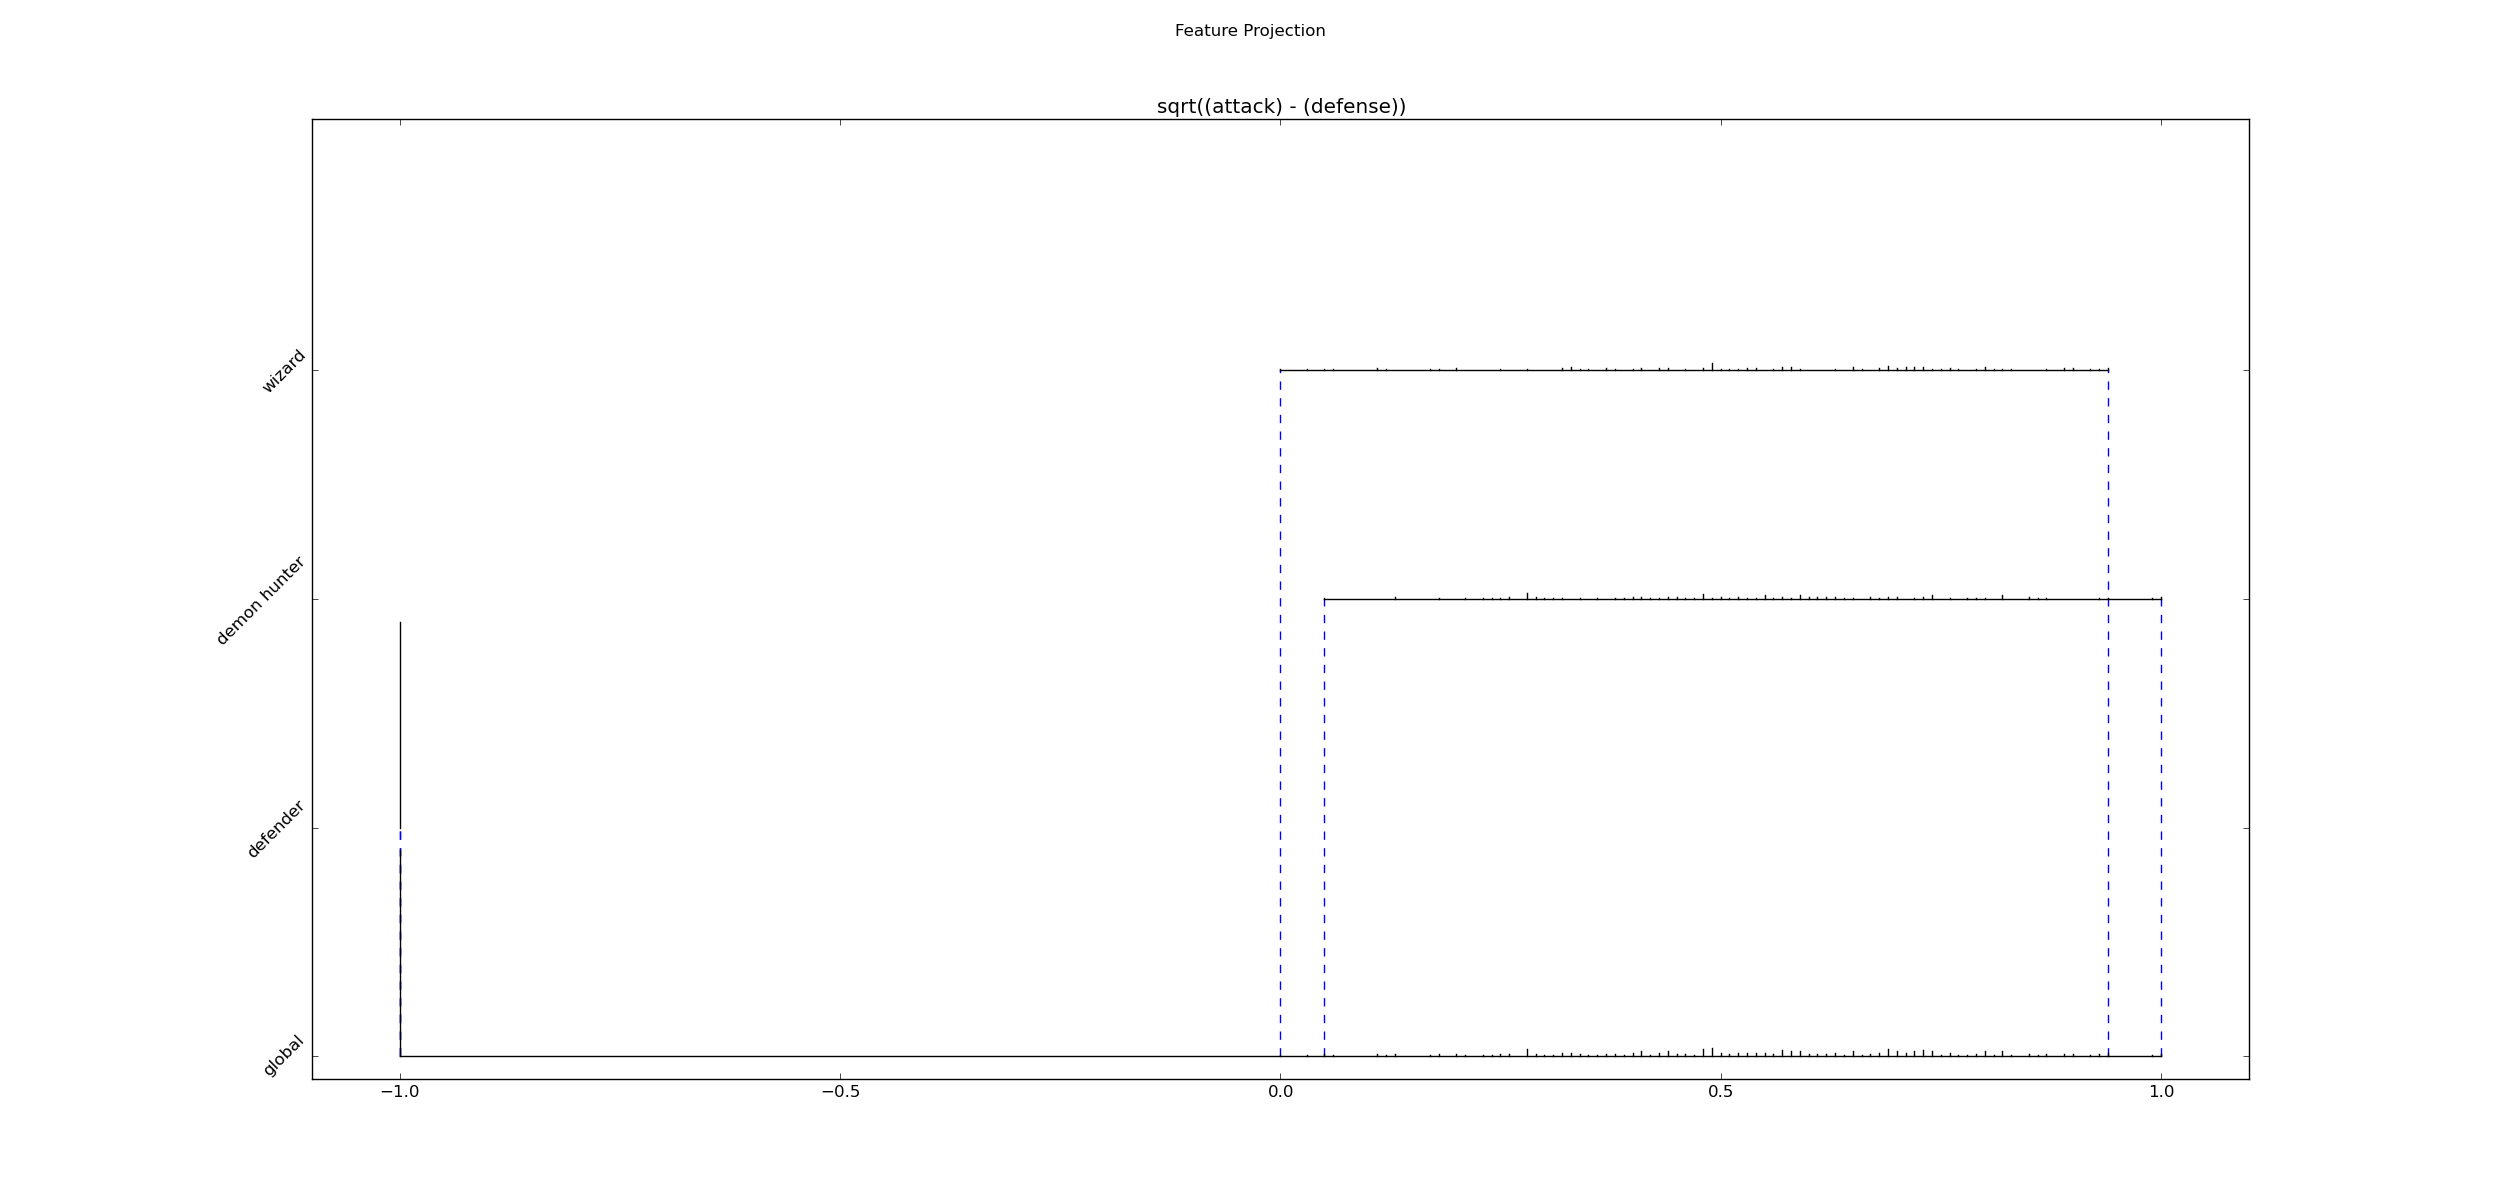 Feature Projection
sqrt((attack) - (defense))
wizard
demon hunter
defender
global
−1.0
−0.5
0.0
0.5
1.0